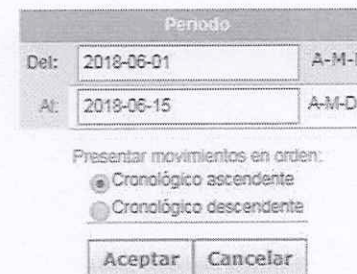 Periodo
Del: 2018-06-01 A-M-
Al: 2018-06-15 A-M-D
Presentar movimientos en orden:
Cronológico ascendente
Cronológico descendente
Aceptar Cancelar